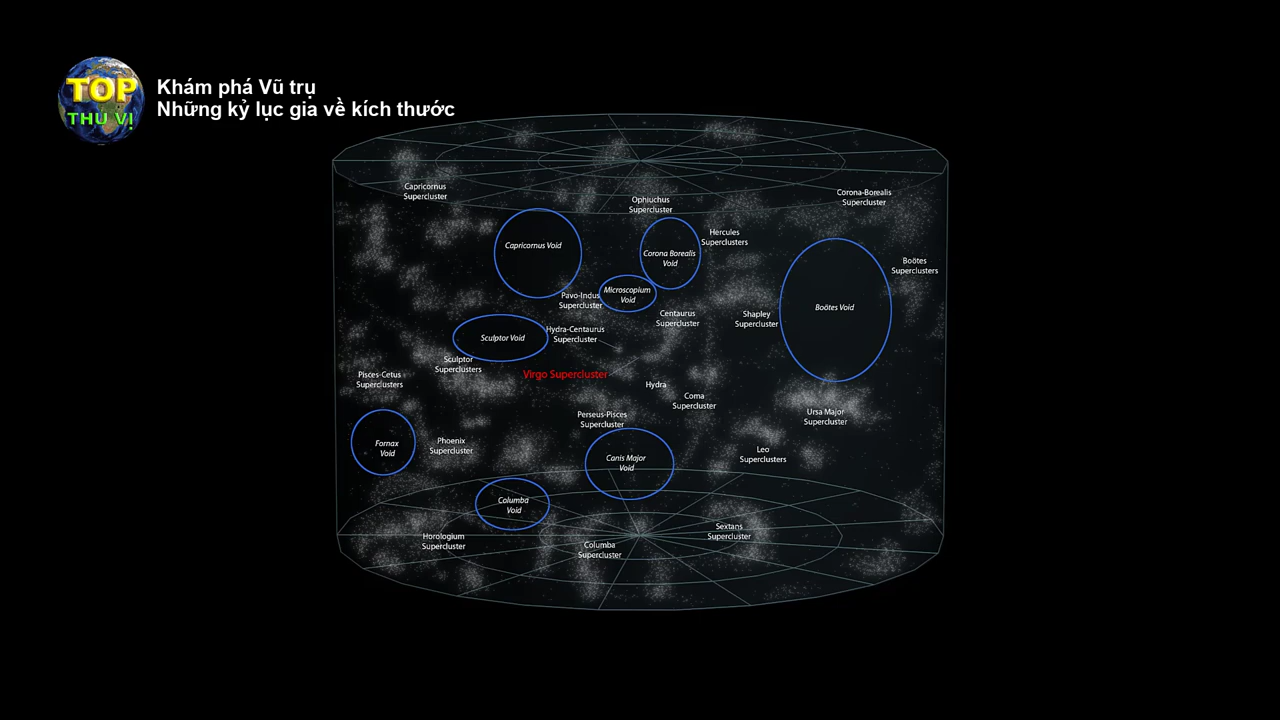 TOP
THÚ VỊ
Khám phá Vũ trụ
Những kỷ lục gia về kích thước
Capricornus
Supercluster
Ophiuchus
Supercluster
Corona-Borealis
Supercluster
Capricornus Void
Corona Borealis
Void
Hercules
Superclusters
Boötes
Superclusters
Microscopium
Void
Pavo-Indus
Supercluster
Centaurus
Supercluster
Shapley
Supercluster
Boötes Void
Sculptor Void
Hydra-Centaurus
Supercluster
Sculptor
Superclusters
Pisces-Cetus
Superclusters
Virgo Supercluster
Hydra
Coma
Supercluster
Perseus-Pisces
Supercluster
Ursa Major
Supercluster
Fornax
Void
Phoenix
Supercluster
Canis Major
Void
Leo
Superclusters
Columba
Void
Horologium
Supercluster
Columba
Supercluster
Sextans
Supercluster